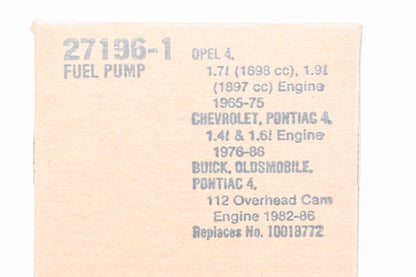 27196-1
FUEL PUMP
OPEL 4,
1.7ℓ (1698 cc), 1.9ℓ
(1897 cc) Engine
1965-75
CHEVROLET, PONTIAC 4,
1.4ℓ & 1.6ℓ Engine
1976-86
BUICK, OLDSMOBILE,
PONTIAC 4,
112 Overhead Cam
Engine 1982-86
Replaces No. 10018772